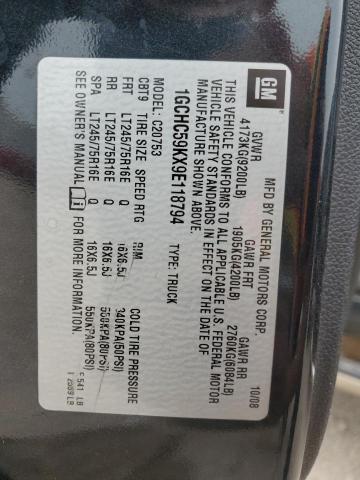 GM
MFD BY GENERAL MOTORS CORP. 10/08
GVWR GAWR FRT GAWR RR
4173KG(9200LB) 1905KG(4200LB) 2760KG(6084LB)
THIS VEHICLE CONFORMS TO ALL APPLICABLE U.S. FEDERAL MOTOR
VEHICLE SAFETY STANDARDS IN EFFECT ON THE DATE OF
MANUFACTURE SHOWN ABOVE.
1GCHC59KX9E118794 TYPE: TRUCK
MODEL: C20753
CBT9 TIRE SIZE SPEED RTG RIM COLD TIRE PRESSURE
FRT LT245/75R16E Q 16X6.5J 340KPA(50PSI)
RR LT245/75R16E Q 16X6.5J 550KPA(80PSI)
SPA LT245/75R16E Q 16X6.5J 550KPA(80PSI)
SEE OWNER'S MANUAL FOR MORE INFORMATION.
541 LB